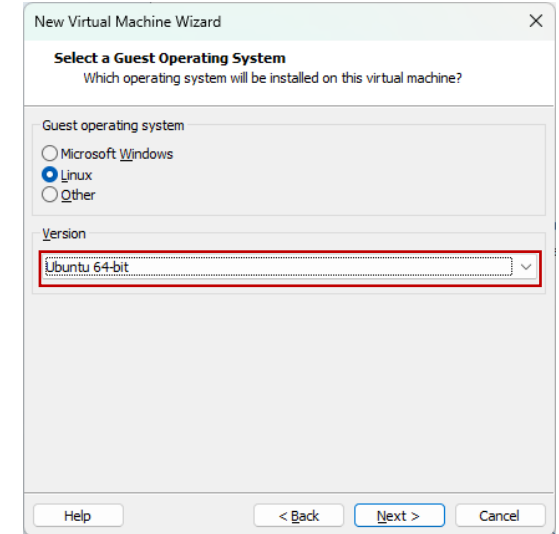 New Virtual Machine Wizard
Select a Guest Operating System
Which operating system will be installed on this virtual machine?
Guest operating system
Microsoft Windows
Linux
Other
Version
Ubuntu 64-bit
Help
< Back
Next >
Cancel